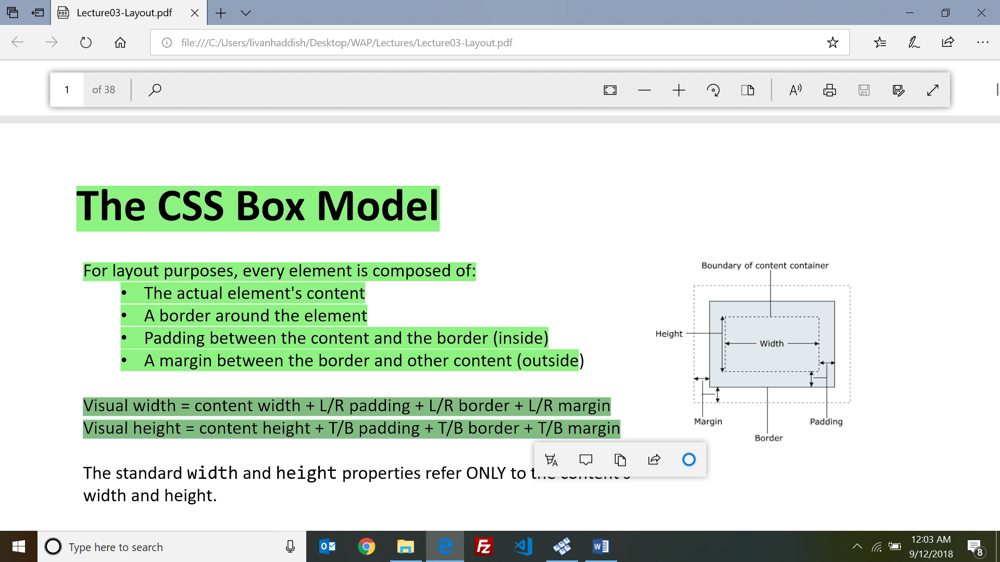 Lecture03-Layout.pdf
file:///C:/Users/livanhaddish/Desktop/WAP/Lectures/Lecture03-Layout.pdf
1 of 38
The CSS Box Model
For layout purposes, every element is composed of:
• The actual element's content
• A border around the element
• Padding between the content and the border (inside)
• A margin between the border and other content (outside)
Visual width = content width + L/R padding + L/R border + L/R margin
Visual height = content height + T/B padding + T/B border + T/B margin
The standard width and height properties refer ONLY to the content's
width and height.
Boundary of content container
Height
Width
Margin
Padding
Border
Type here to search
12:03 AM
9/12/2018
8